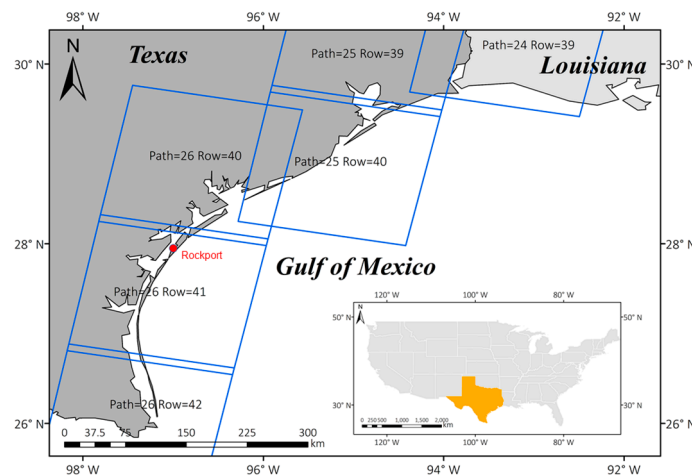 98° W 96° W 94° W 92° W
N
Texas
Path=25 Row=39
Path=24 Row=39
30° N
30° N
Louisiana
Path=26 Row=40
Path=25 Row=40
28° N
28° N
Rockport
Gulf of Mexico
Path=26 Row=41
120° W 100° W 80° W
50° N
N
50° N
30° N
30° N
0 250 500 1,000 1,500 2,000
km
120° W 100° W 80° W
Path=26 Row=42
26° N
26° N
0 37.5 75 150 225 300
km
98° W 96° W 94° W 92° W